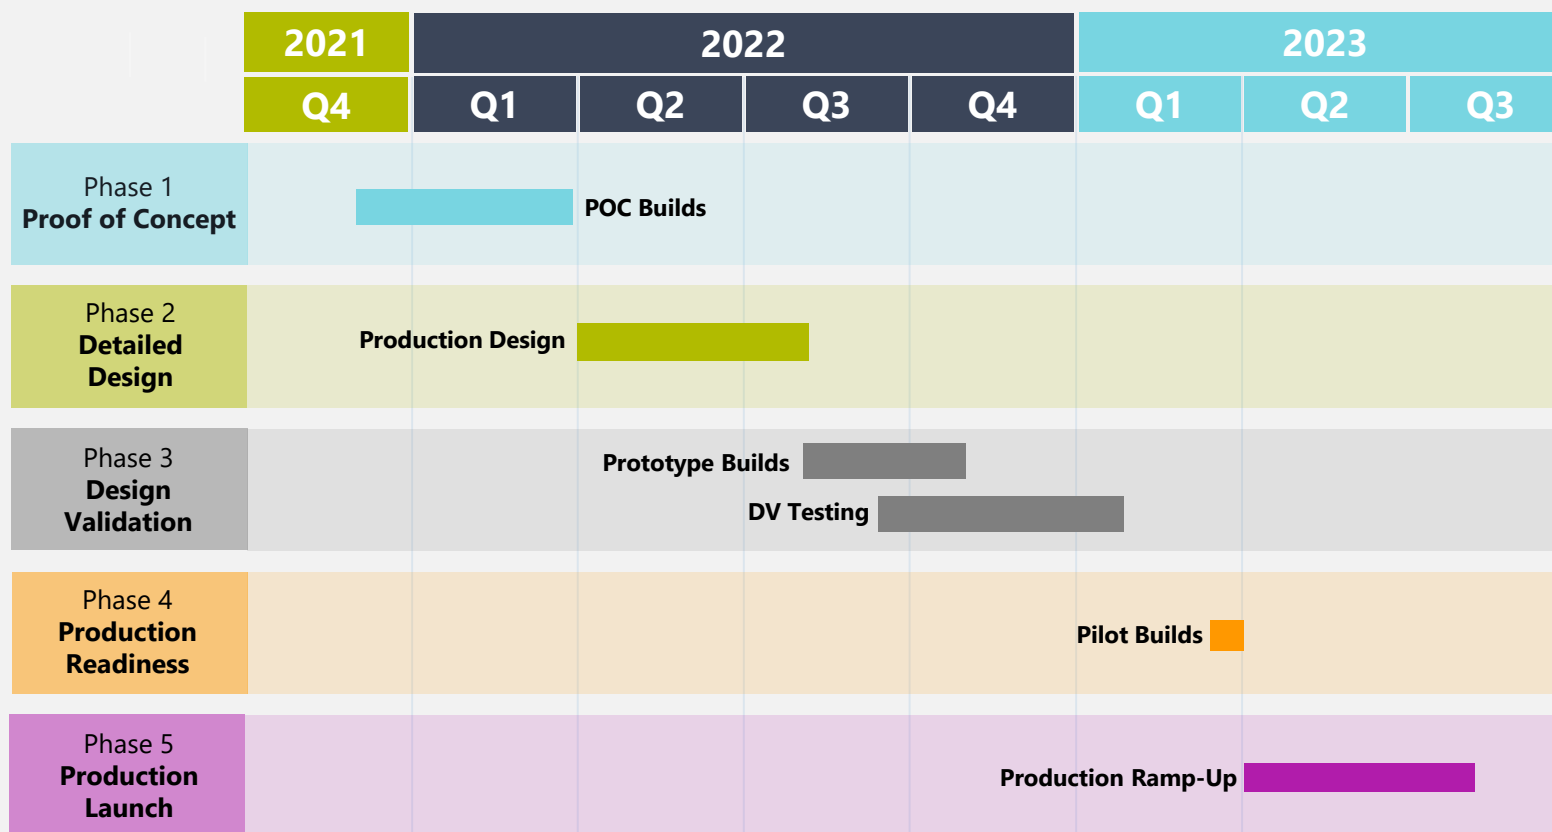 2021 2022 2023
Q4 Q1 Q2 Q3 Q4 Q1 Q2 Q3
Phase 1
Proof of Concept
POC Builds
Phase 2
Detailed
Design
Production Design
Phase 3
Design
Validation
Prototype Builds
DV Testing
Phase 4
Production
Readiness
Pilot Builds
Phase 5
Production
Launch
Production Ramp-Up